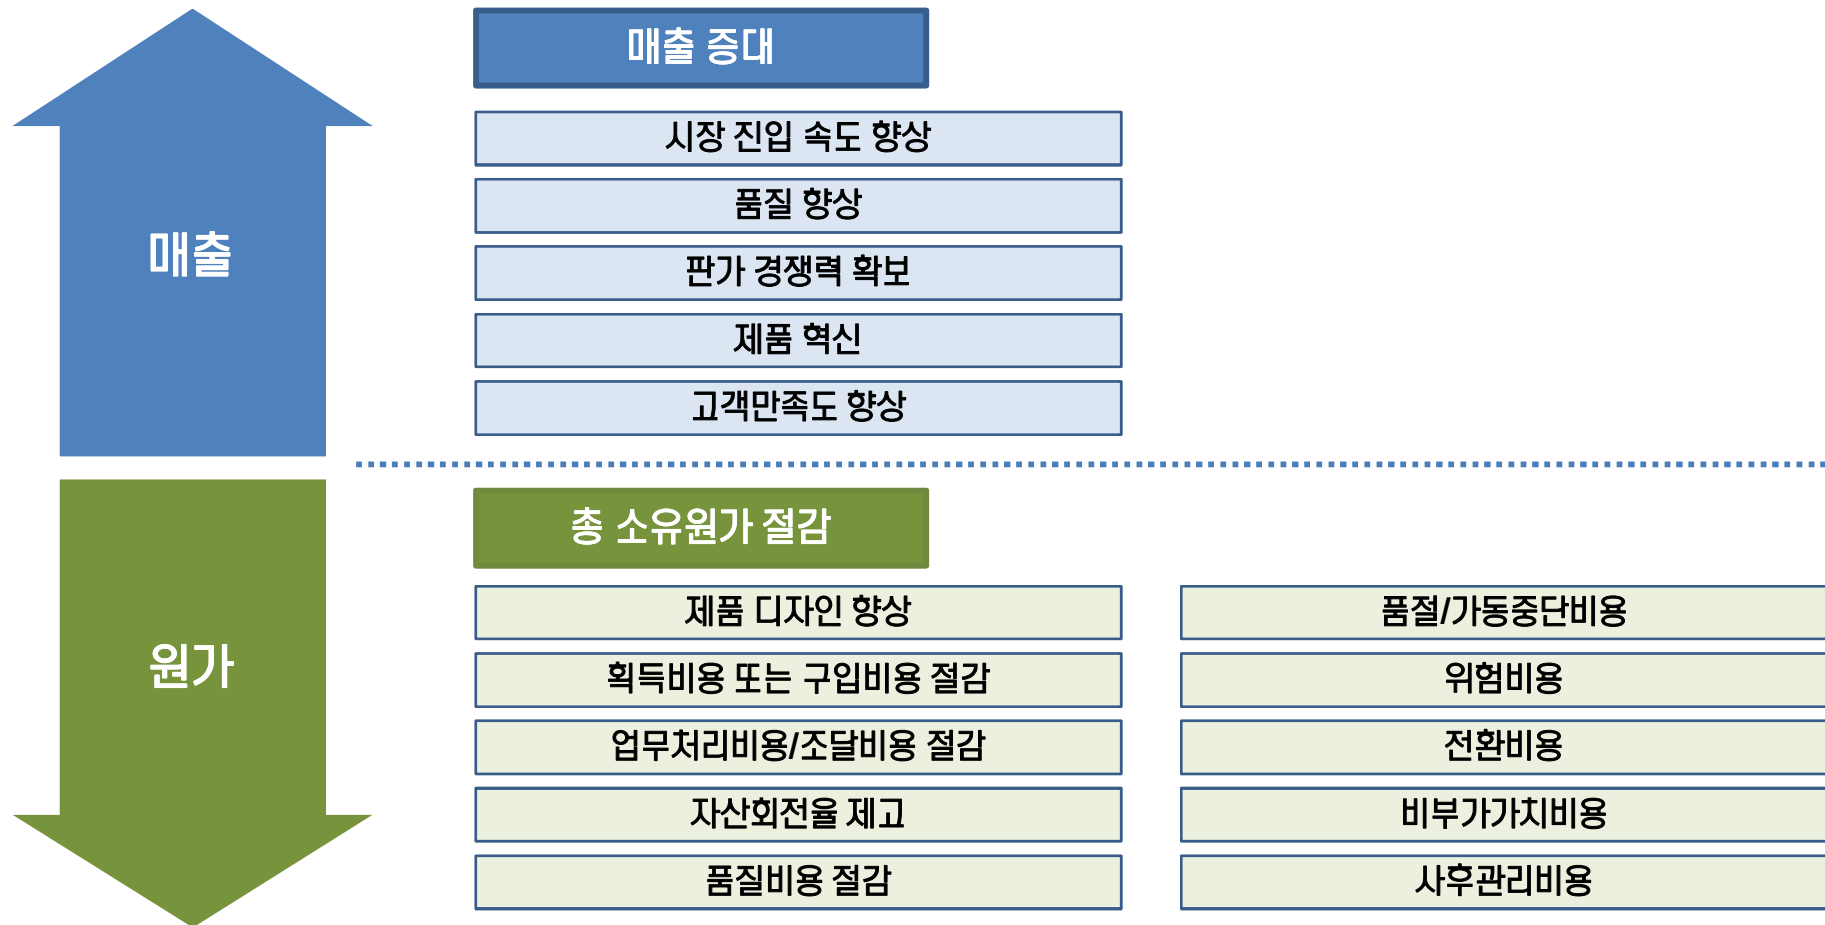 매출
매출 증대
시장 진입 속도 향상
품질 향상
판가 경쟁력 확보
제품 혁신
고객만족도 향상
원가
총 소유원가 절감
제품 디자인 향상
획득비용 또는 구입비용 절감
업무처리비용/조달비용 절감
자산회전율 제고
품질비용 절감
품절/가동중단비용
위험비용
전환비용
비부가가치비용
사후관리비용